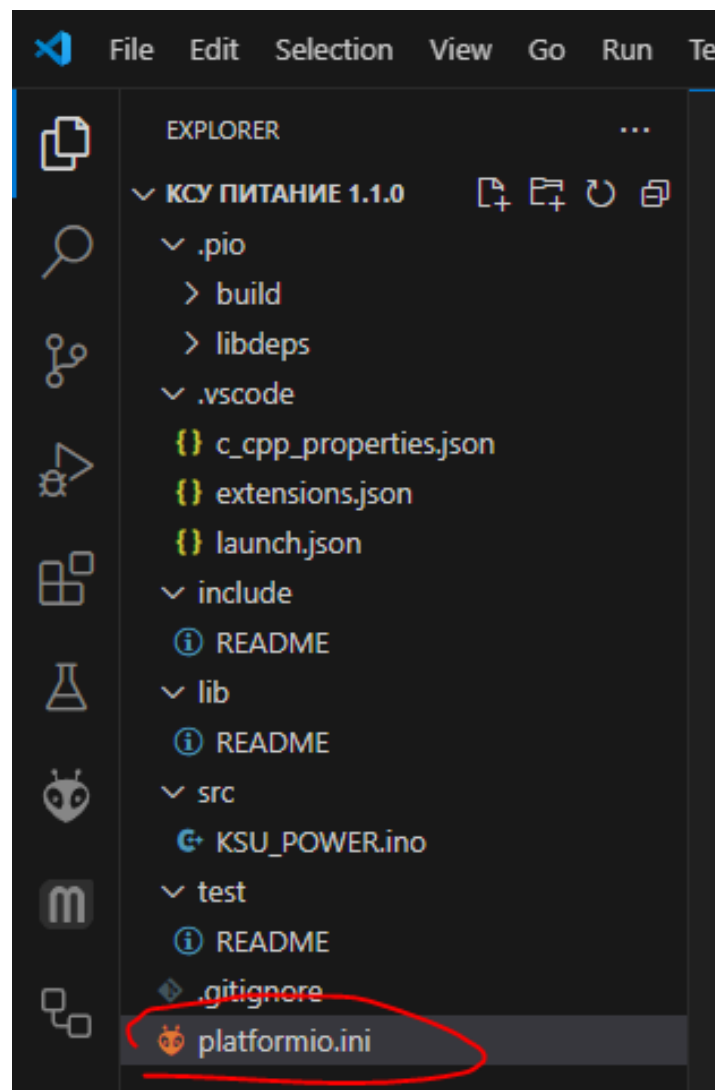 File Edit Selection View Go Run Te
EXPLORER
КСУ ПИТАНИЕ 1.1.0
.pio
build
libdeps
.vscode
{} c_cpp_properties.json
{} extensions.json
{} launch.json
include
README
lib
README
src
KSU_POWER.ino
test
README
.gitignore
platformio.ini